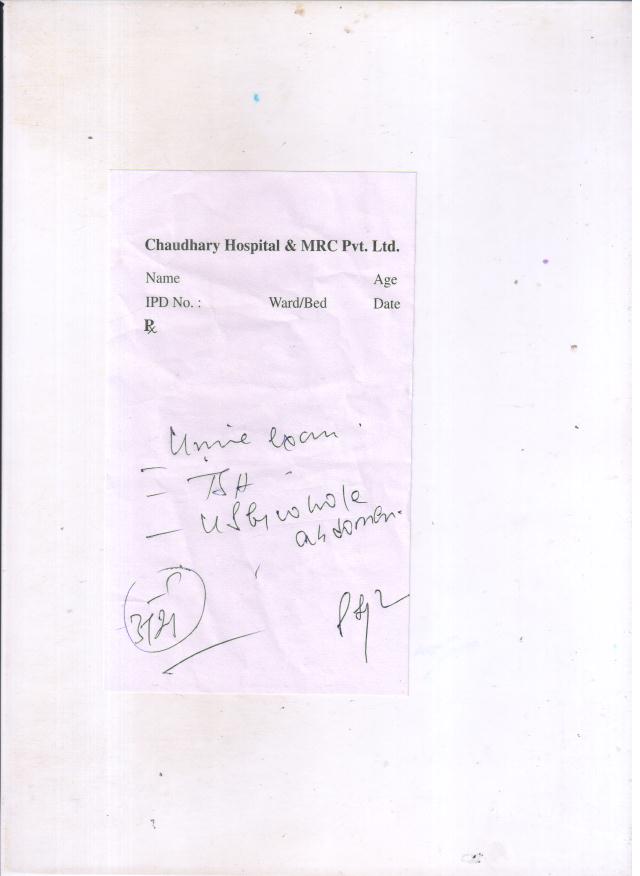 Chaudhary Hospital & MRC Pvt. Ltd.
Name Age
IPD No. : Ward/Bed Date
℞
Urine exam.
– TSH
– USG whole
abdomen.